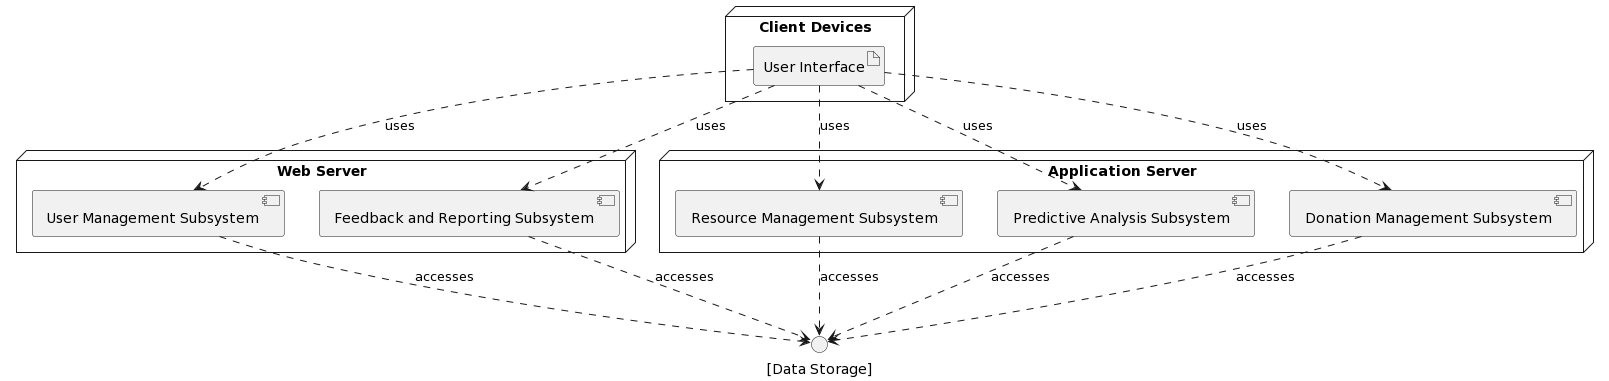 Client Devices
User Interface
uses
uses
uses
uses
uses
Web Server
Application Server
User Management Subsystem
Feedback and Reporting Subsystem
Resource Management Subsystem
Predictive Analysis Subsystem
Donation Management Subsystem
accesses
accesses
accesses
accesses
accesses
[Data Storage]